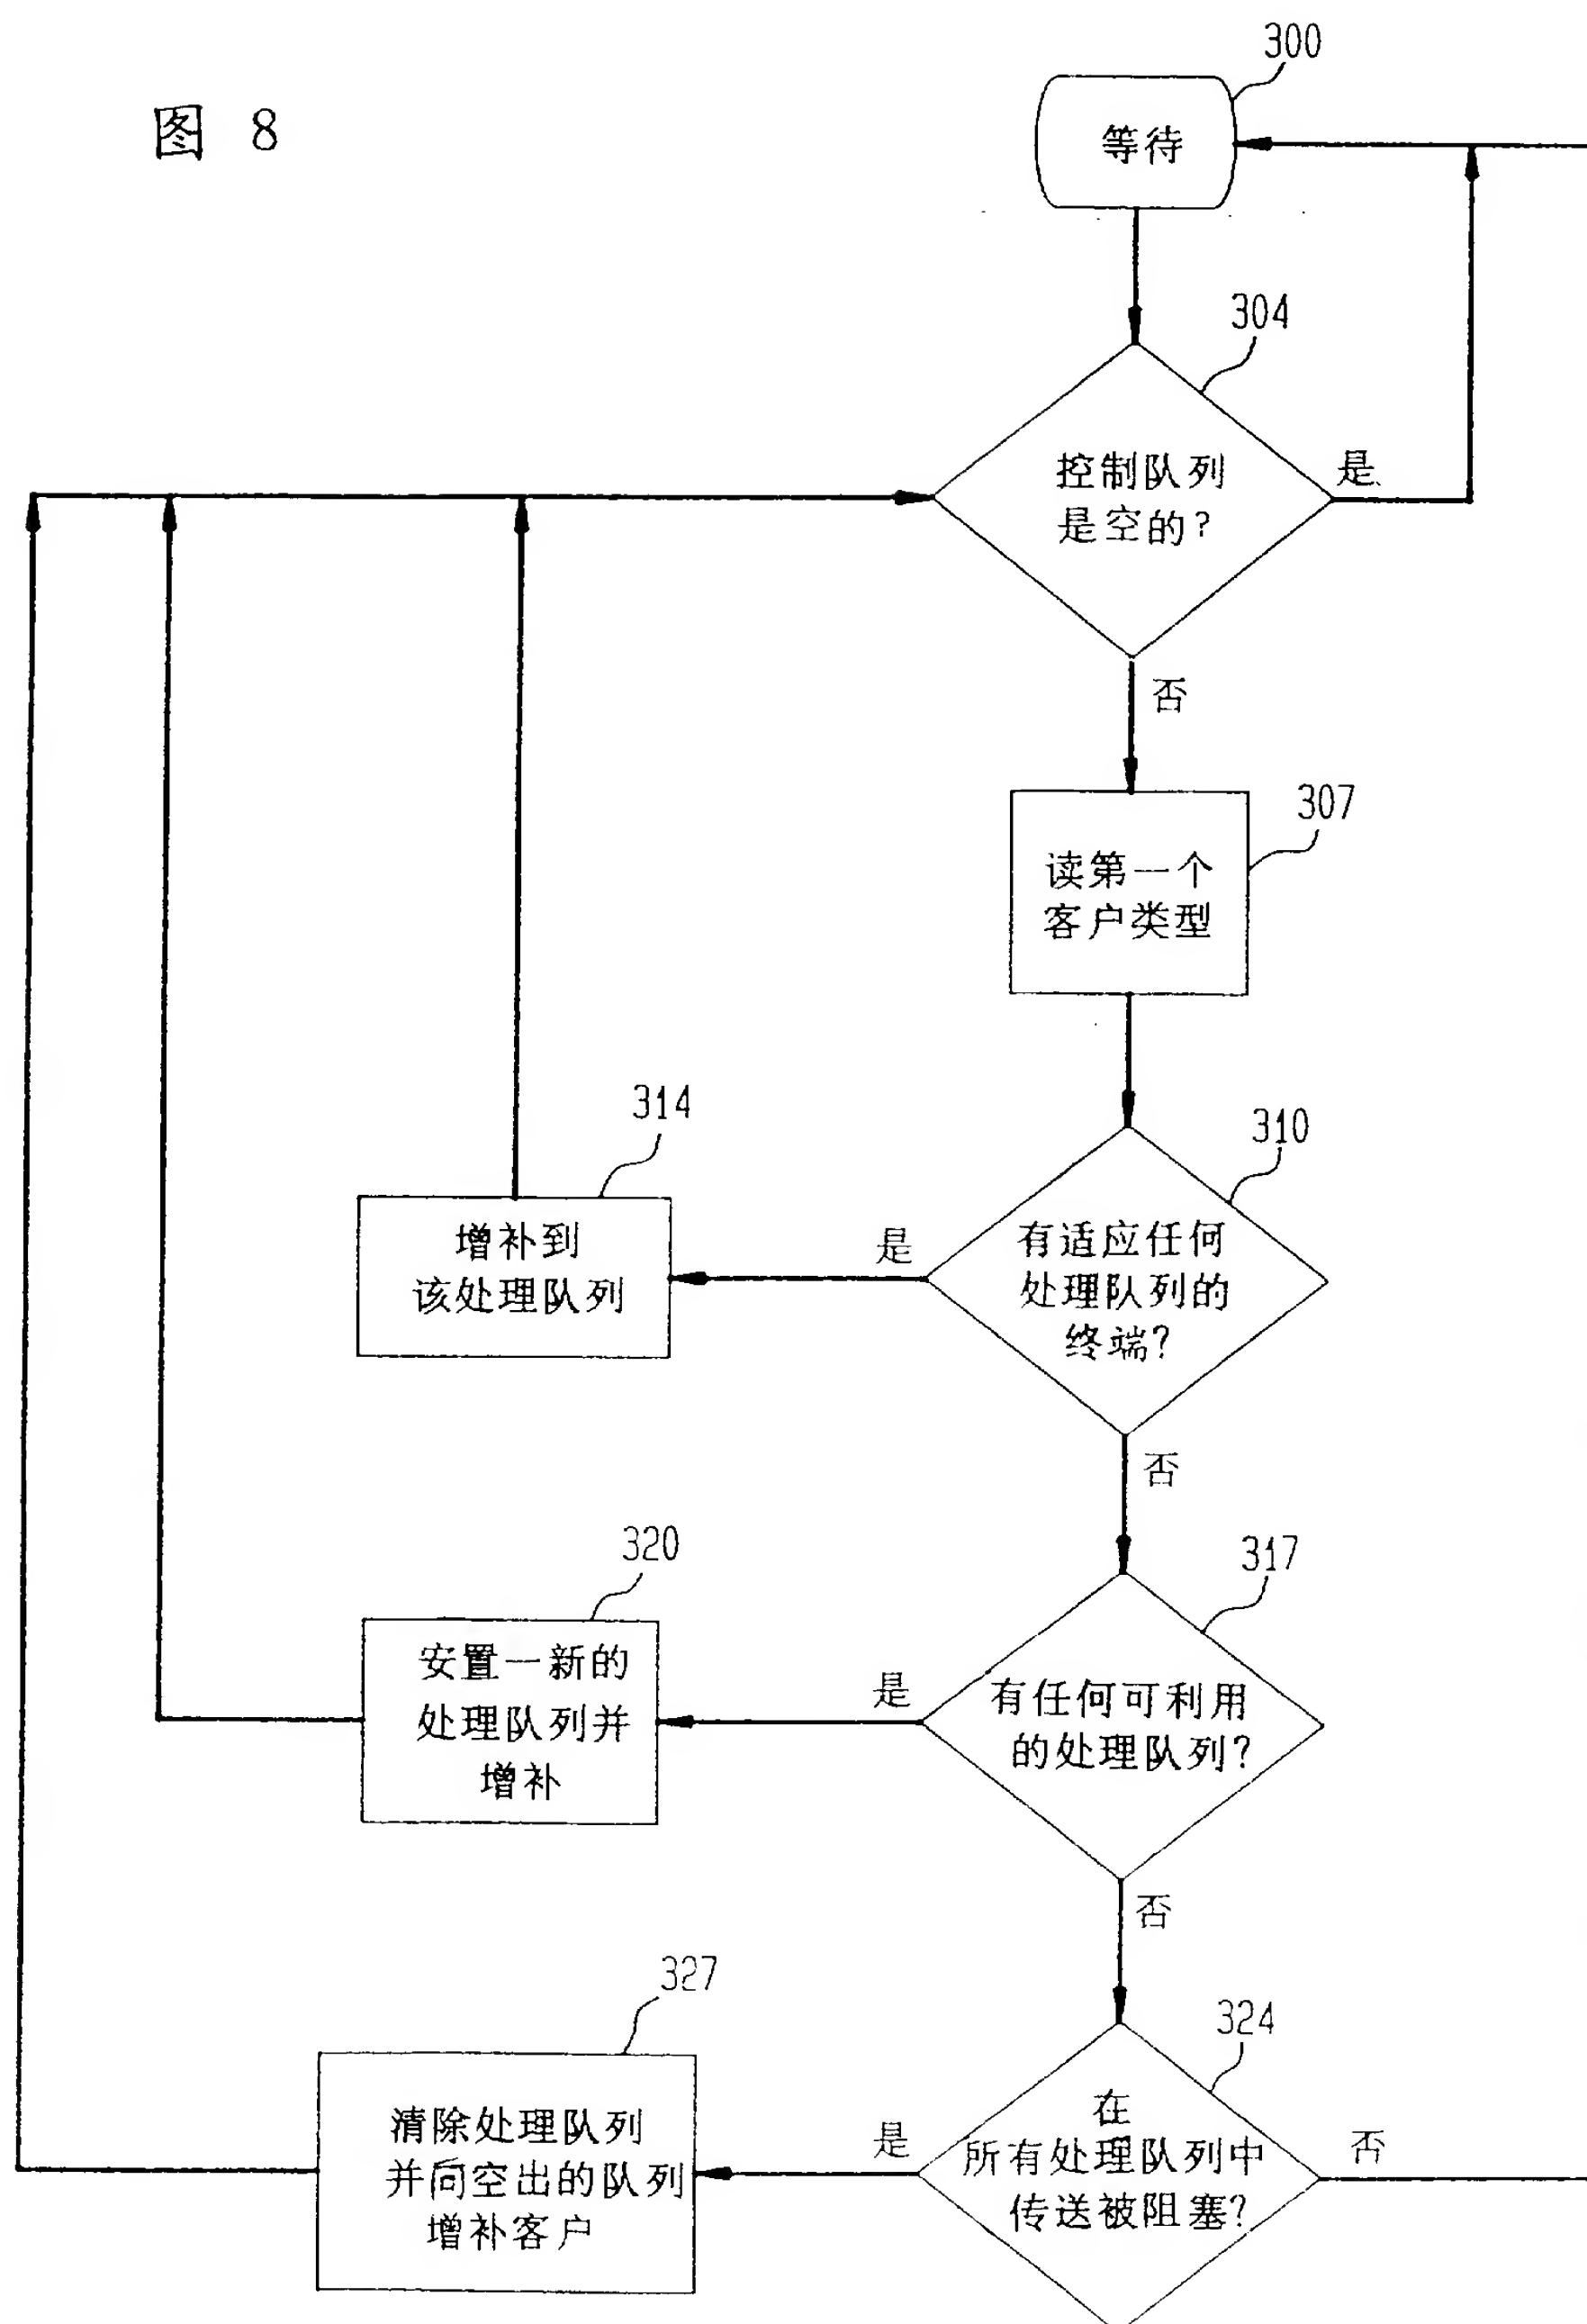 图 8
300
等待
304
控制队列
是空的?
是
否
307
读第一个
客户类型
314
310
增补到
该处理队列
是
有适应任何
处理队列的
终端?
否
320
317
安置一新的
处理队列并
增补
是
有任何可利用
的处理队列?
否
327
324
清除处理队列
并向空出的队列
增补客户
是
在
所有处理队列中
传送被阻塞?
否